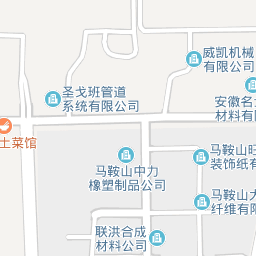 威凯机械
有限公司
圣戈班管道
系统有限公司
安徽名
材料有
土菜馆
马鞍山中力
橡塑制品公司
马鞍山旺
装饰纸有
马鞍山大
纤维有限
联洪合成
材料公司